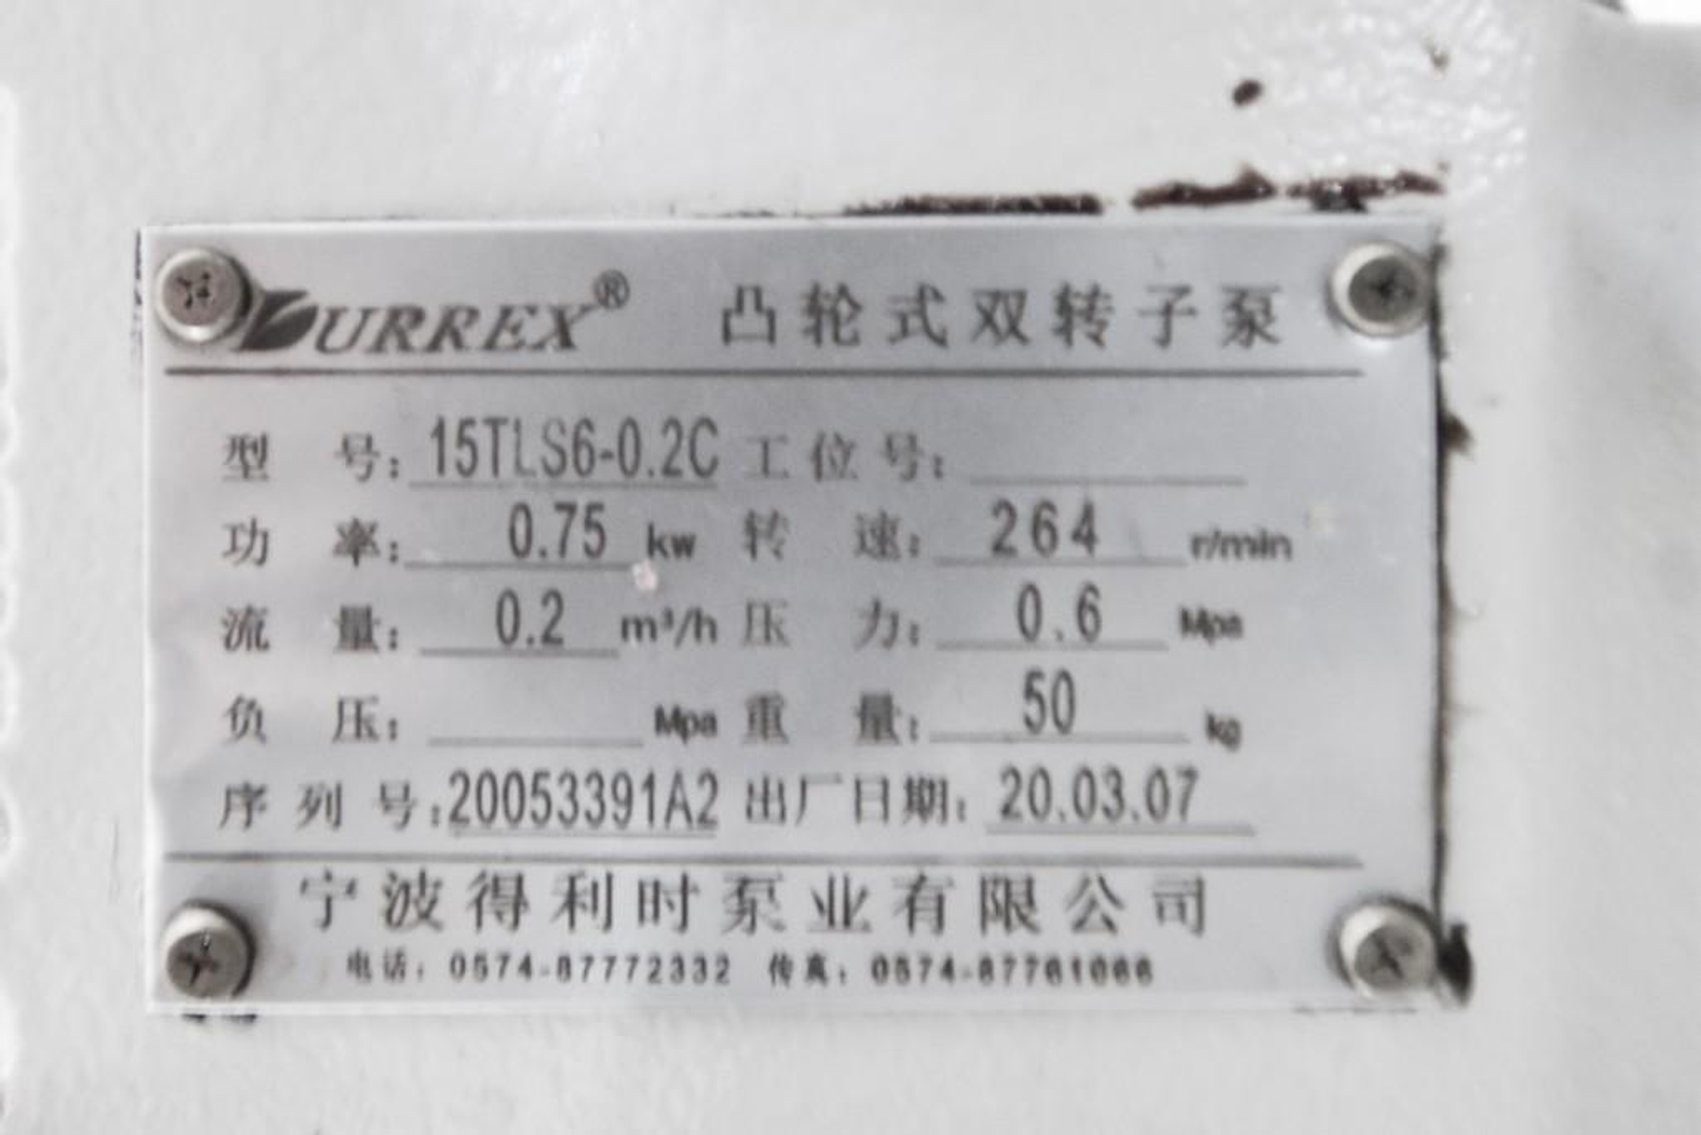 DURREX® 凸轮式双转子泵
型 号: 15TLS6-0.2C 工位号:
功 率: 0.75 kw 转 速: 264 r/min
流 量: 0.2 m³/h 压 力: 0.6 Mpa
负 压: Mpa 重 量: 50 kg
序列号:20053391A2 出厂日期: 20.03.07
宁波得利时泵业有限公司
电话: 0574-87772332 传真: